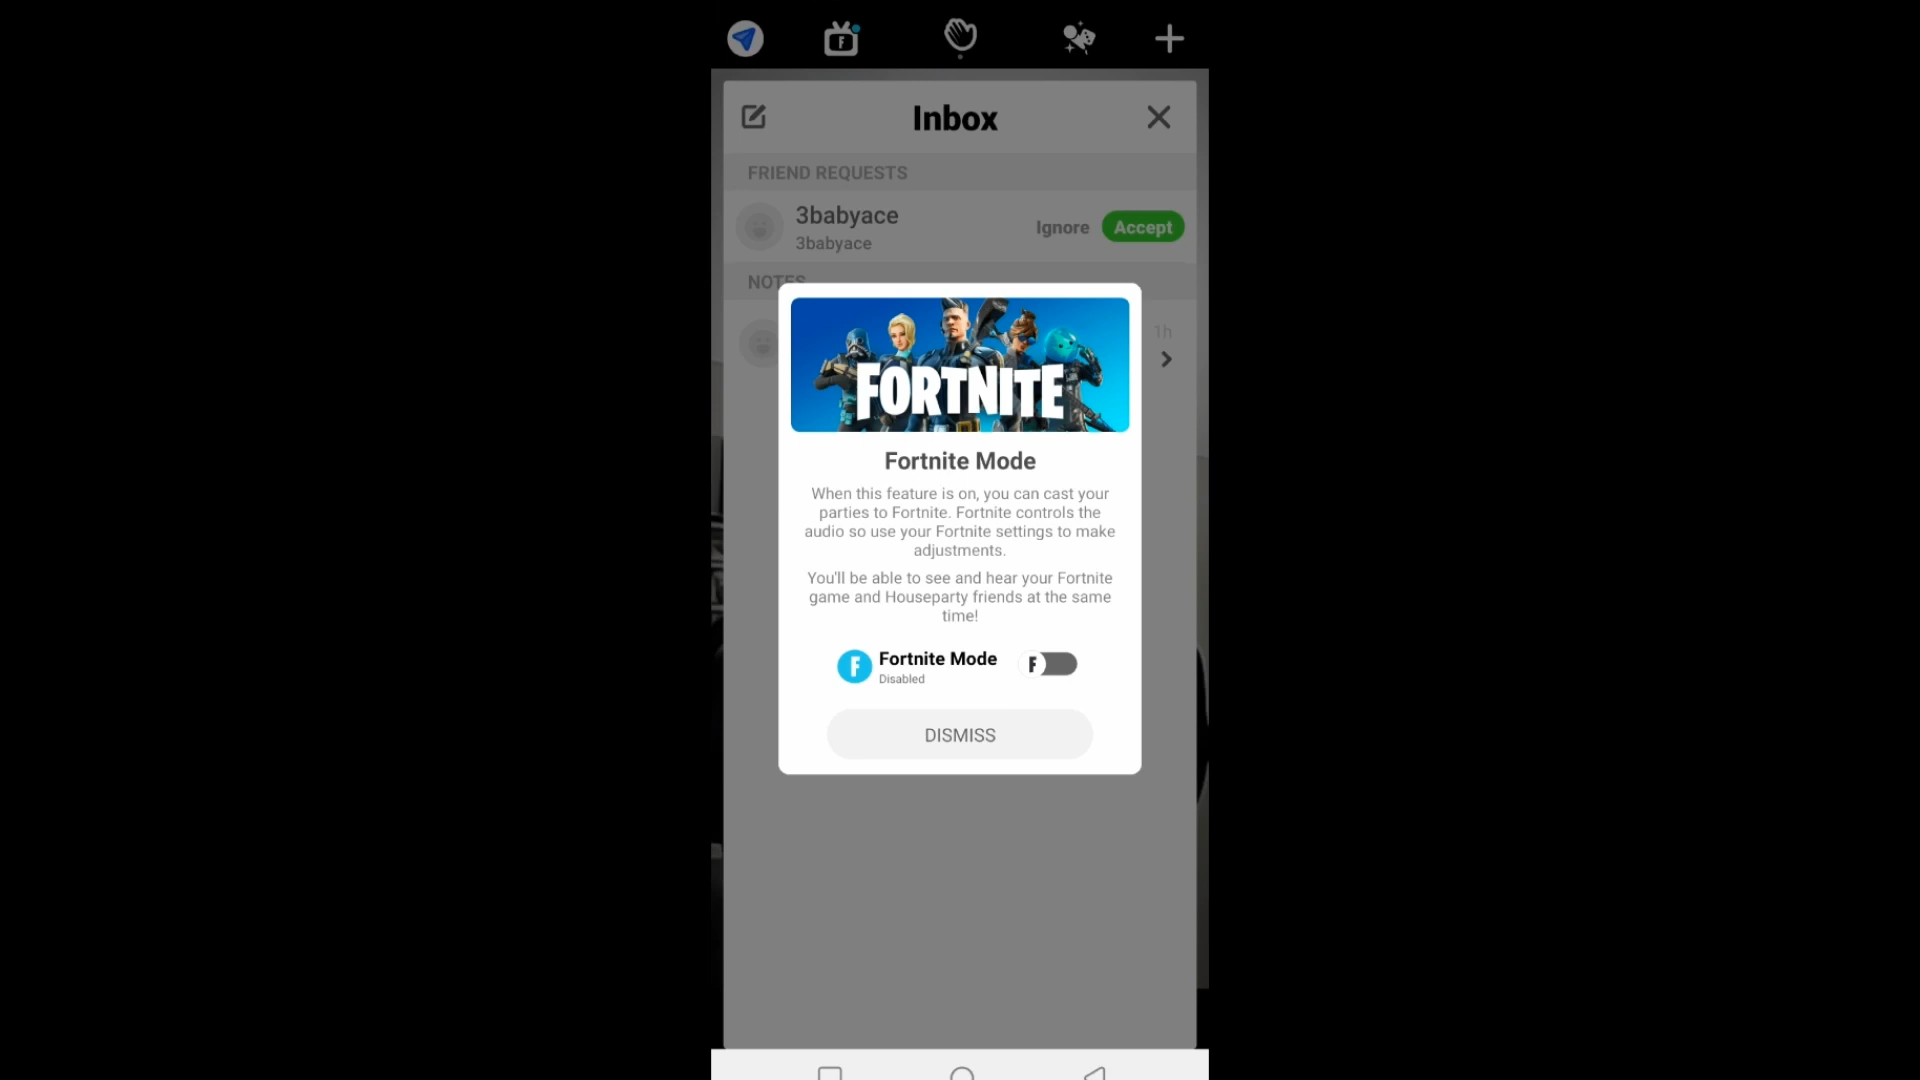 Inbox
FRIEND REQUESTS
3babyace
3babyace
Ignore
Accept
NOTES
1h
FORTNITE
Fortnite Mode
When this feature is on, you can cast your
parties to Fortnite. Fortnite controls the
audio so use your Fortnite settings to make
adjustments.
You'll be able to see and hear your Fortnite
game and Houseparty friends at the same
time!
F
Fortnite Mode
F
Disabled
DISMISS